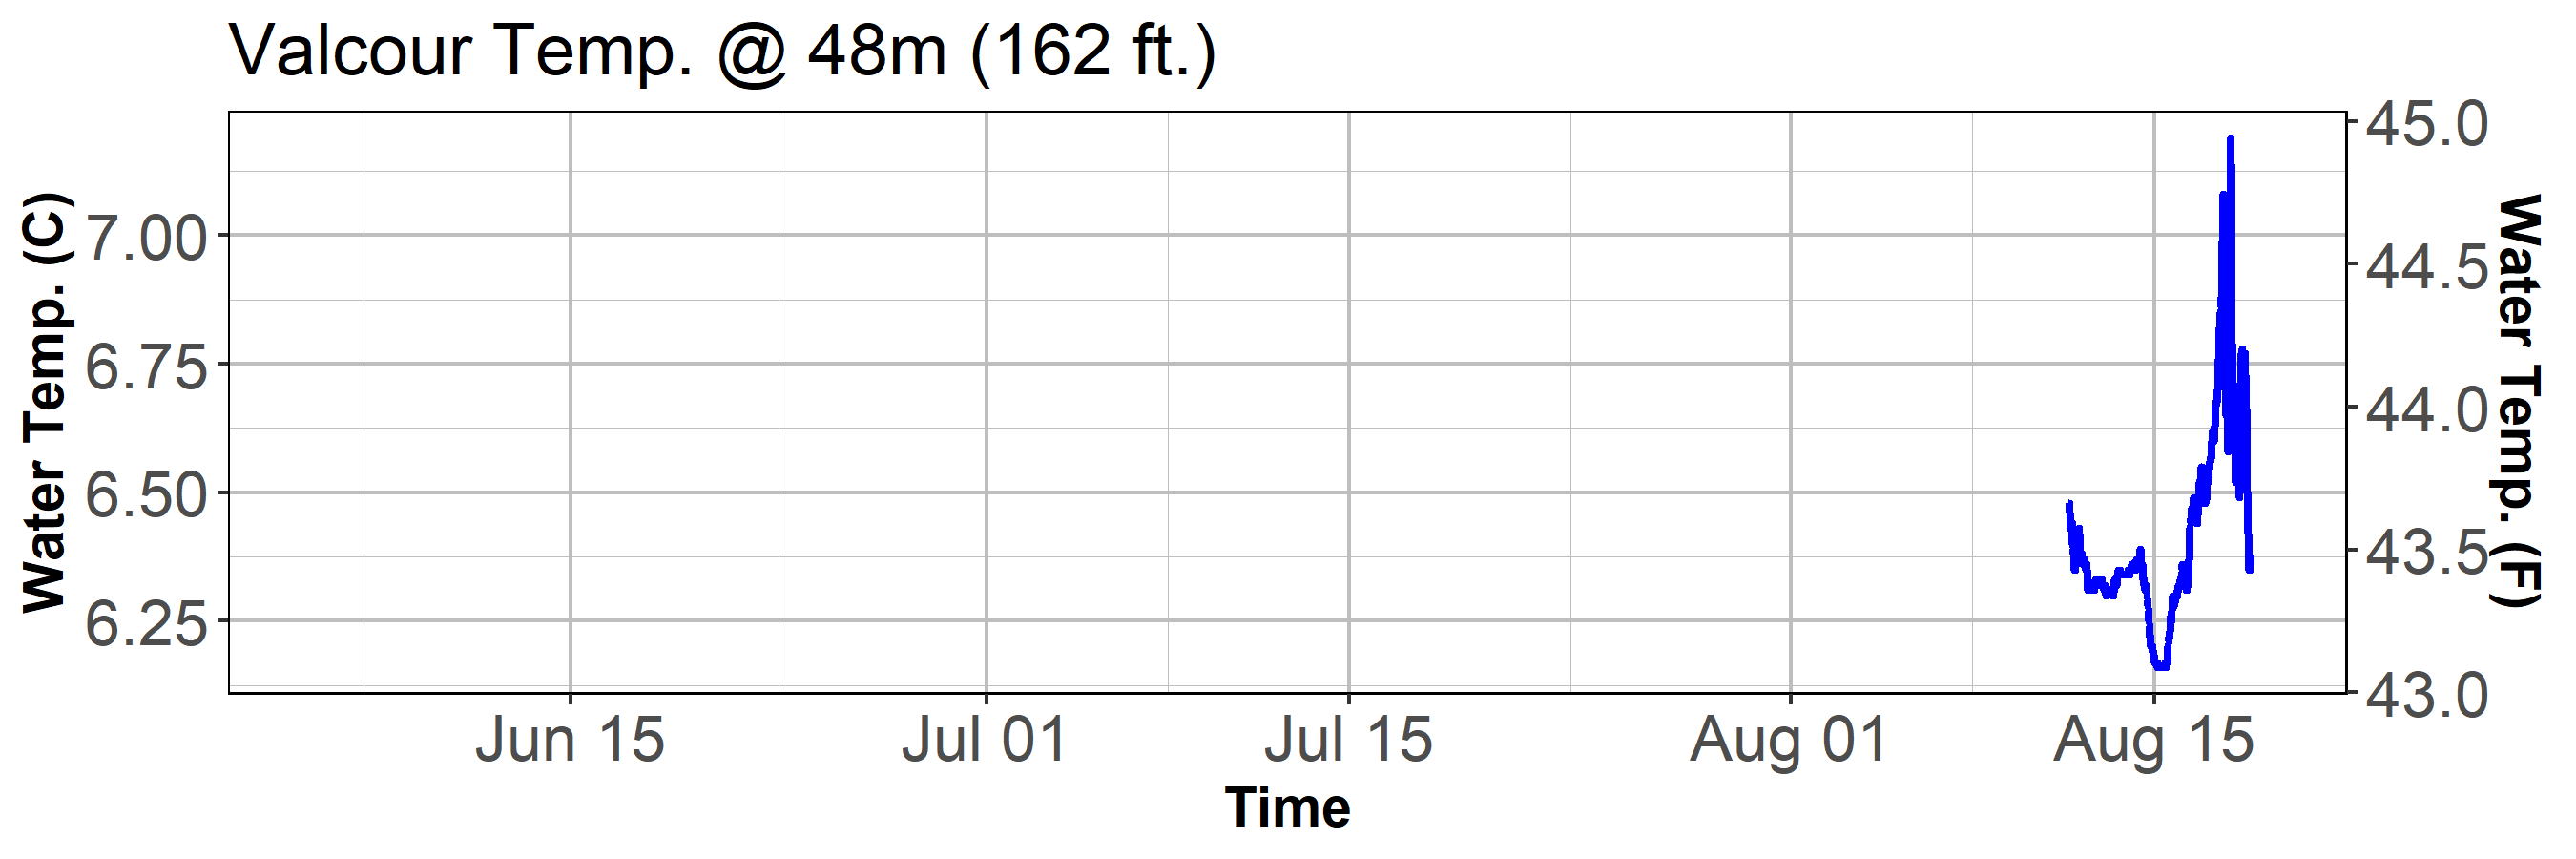 Valcour Temp. @ 48m (162 ft.)
Water Temp. (C)
7.00
6.75
6.50
6.25
45.0
44.5
44.0
43.5
43.0
Water Temp. (F)
Jun 15 Jul 01 Jul 15 Aug 01 Aug 15
Time